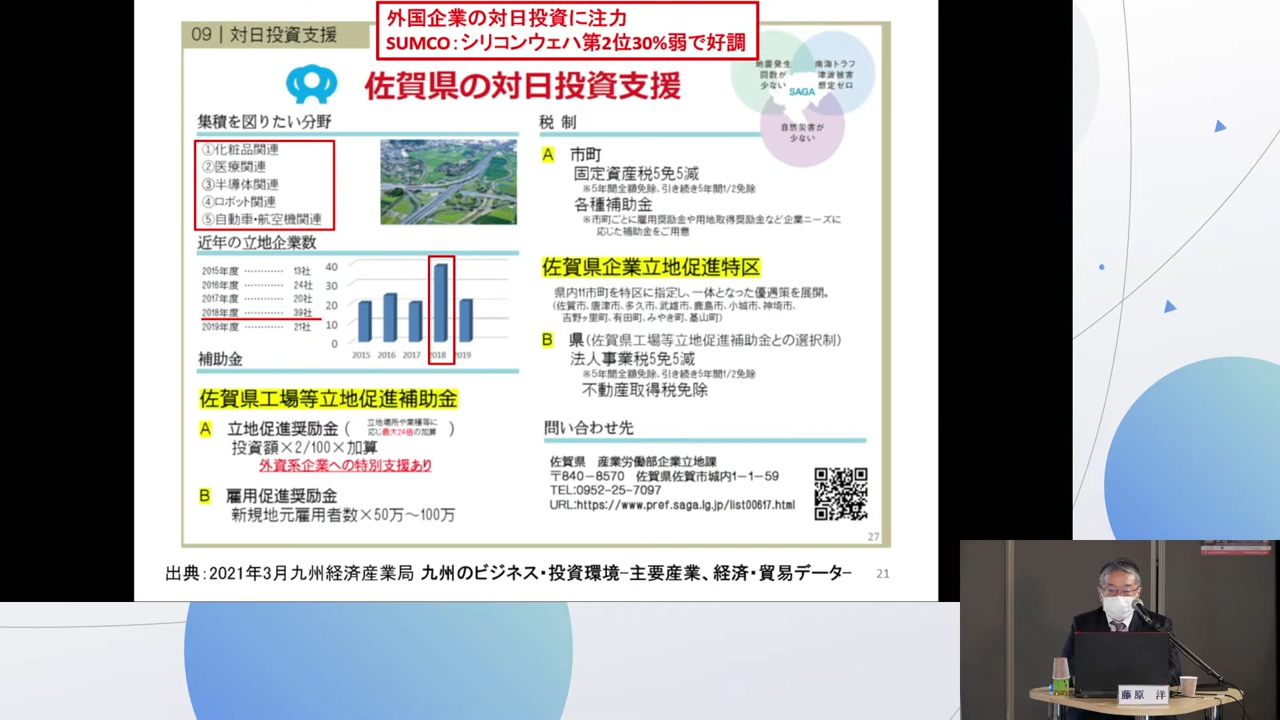 外国企業の対日投資に注力
SUMCO：シリコンウェハ第2位30%弱で好調
09｜対日投資支援
佐賀県の対日投資支援
地震発生
回数が
少ない
南海トラフ
津波被害
想定ゼロ
SAGA
自然災害が
少ない
集積を図りたい分野
①化粧品関連
②医療関連
③半導体関連
④ロボット関連
⑤自動車・航空機関連
近年の立地企業数
2015年度 ………… 13社
2016年度 ………… 24社
2017年度 ………… 20社
2018年度 ………… 39社
2019年度 ………… 21社
40
30
20
10
0
2015 2016 2017 2018 2019
補助金
佐賀県工場等立地促進補助金
A 立地促進奨励金（ 立地場所や業種等に
応じ最大24倍の加算 ）
投資額×2/100×加算
外資系企業への特別支援あり
B 雇用促進奨励金
新規地元雇用者数×50万～100万
税 制
A 市町
固定資産税5免5減
※5年間全額免除、引き続き5年間1/2免除
各種補助金
※市町ごとに雇用奨励金や用地取得奨励金など企業ニーズに
応じた補助金をご用意
佐賀県企業立地促進特区
県内11市町を特区に指定し、一体となった優遇策を展開。
（佐賀市、唐津市、多久市、武雄市、鹿島市、小城市、神埼市、
吉野ヶ里町、有田町、みやき町、基山町）
B 県（佐賀県工場等立地促進補助金との選択制）
法人事業税5免5減
※5年間全額免除、引き続き5年間1/2免除
不動産取得税免除
問い合わせ先
佐賀県 産業労働部企業立地課
〒840-8570 佐賀県佐賀市城内1-1-59
TEL:0952-25-7097
URL:https://www.pref.saga.lg.jp/list00617.html
27
出典：2021年3月九州経済産業局 九州のビジネス・投資環境-主要産業、経済・貿易データ-
21
藤原 洋